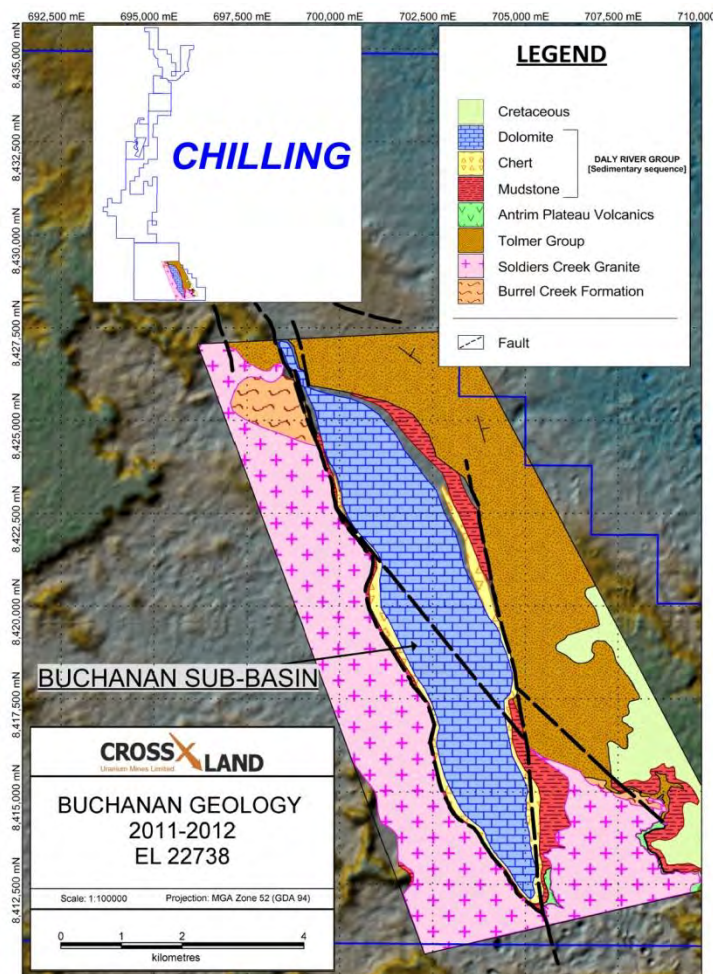 692,500 mE 695,000 mE 697,500 mE 700,000 mE 702,500 mE 705,000 mE 707,500 mE 710,000
8,435,000 mN
8,432,500 mN
8,430,000 mN
8,427,500 mN
8,425,000 mN
8,422,500 mN
8,420,000 mN
8,417,500 mN
8,415,000 mN
8,412,500 mN
CHILLING
LEGEND
Cretaceous
Dolomite
Chert
Mudstone
DALY RIVER GROUP
[Sedimentary sequence]
Antrim Plateau Volcanics
Tolmer Group
Soldiers Creek Granite
Burrel Creek Formation
Fault
BUCHANAN SUB-BASIN
CROSSXLAND
Uranium Mines Limited
BUCHANAN GEOLOGY
2011-2012
EL 22738
Scale: 1:100000 Projection: MGA Zone 52 (GDA 94)
0 1 2 4
kilometres